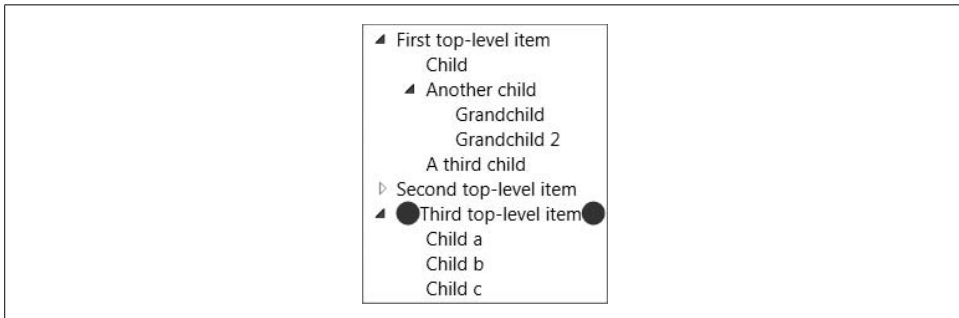 First top-level item
Child
Another child
Grandchild
Grandchild 2
A third child
Second top-level item
Third top-level item
Child a
Child b
Child c